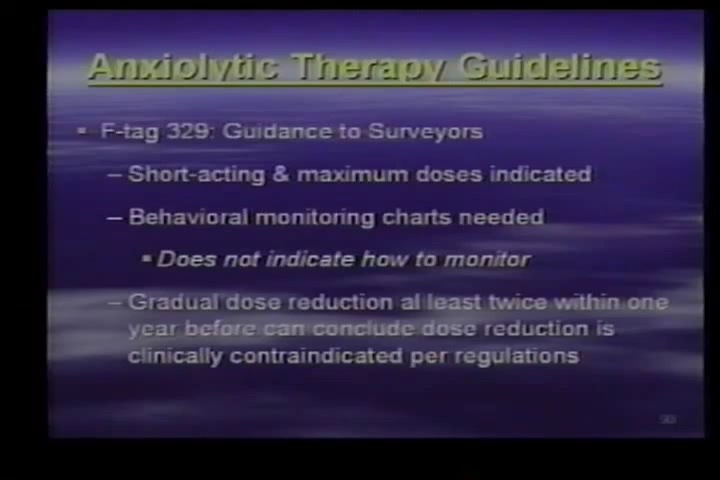 Anxiolytic Therapy Guidelines
▪ F-tag 329: Guidance to Surveyors
– Short-acting & maximum doses indicated
– Behavioral monitoring charts needed
▪ Does not indicate how to monitor
– Gradual dose reduction at least twice within one
year before can conclude dose reduction is
clinically contraindicated per regulations